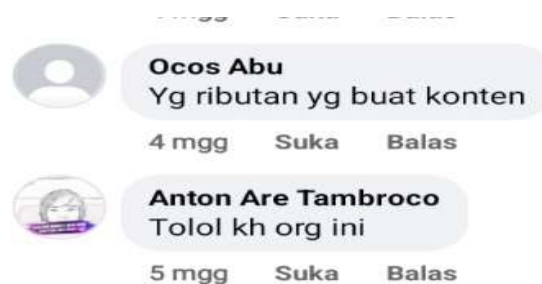 Ocos Abu
Yg ributan yg buat konten
4 mgg Suka Balas
Anton Are Tambroco
Tolol kh org ini
5 mgg Suka Balas